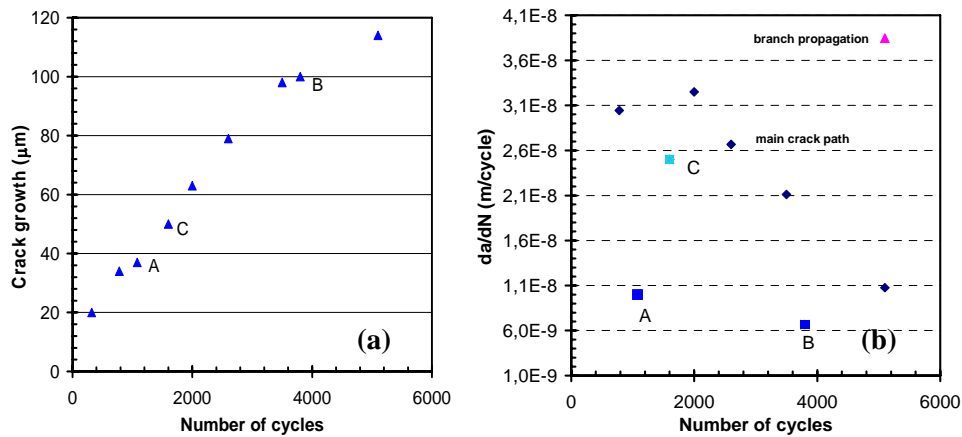 120
100
80
60
40
20
0
Crack growth (µm)
B
C
A
(a)
0 2000 4000 6000
Number of cycles
4,1E-8
3,6E-8
3,1E-8
2,6E-8
2,1E-8
1,6E-8
1,1E-8
6,0E-9
1,0E-9
da/dN (m/cycle)
branch propagation
main crack path
C
A
B
(b)
0 2000 4000 6000
Number of cycles